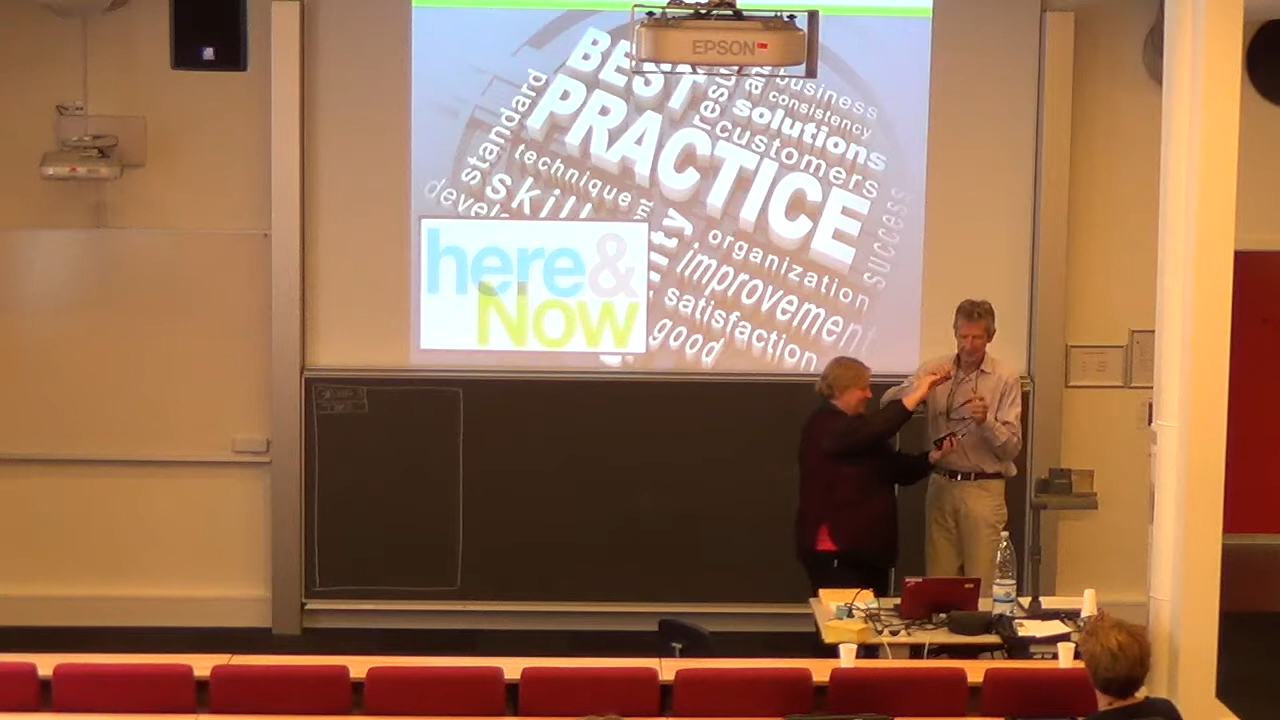 EPSON
BEST
PRACTICE
business
consistency
solutions
customers
standard
technique
skill
success
organization
improvement
satisfaction
good
here&
Now